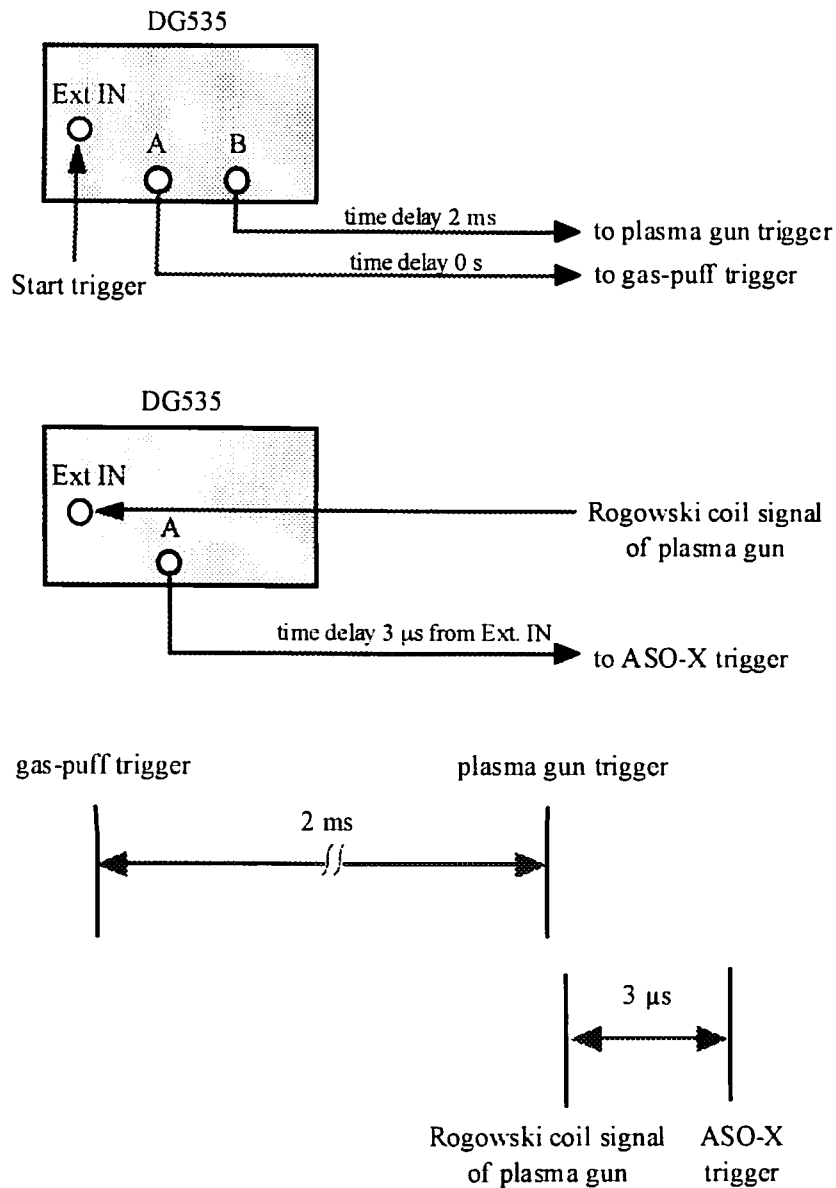 DG535
Ext IN
A
B
time delay 2 ms
to plasma gun trigger
time delay 0 s
to gas-puff trigger
Start trigger
DG535
Ext IN
A
Rogowski coil signal
of plasma gun
time delay 3 μs from Ext. IN
to ASO-X trigger
gas-puff trigger
plasma gun trigger
2 ms
3 μs
Rogowski coil signal
of plasma gun
ASO-X
trigger